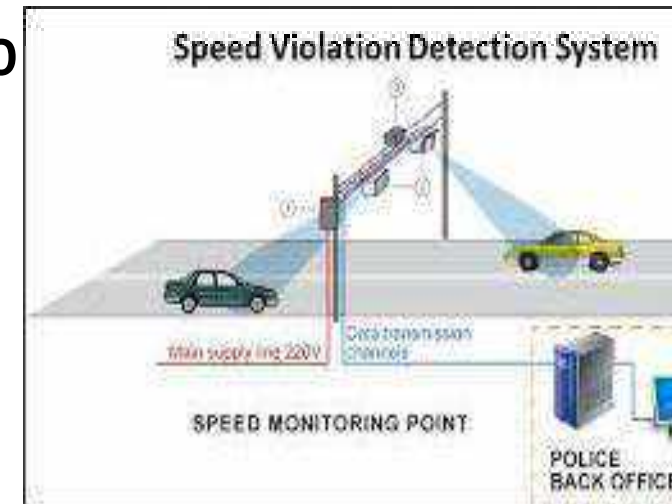 Speed Violation Detection System
Main supply line 220V
Data transmission
channels
SPEED MONITORING POINT
POLICE
BACK OFFICE